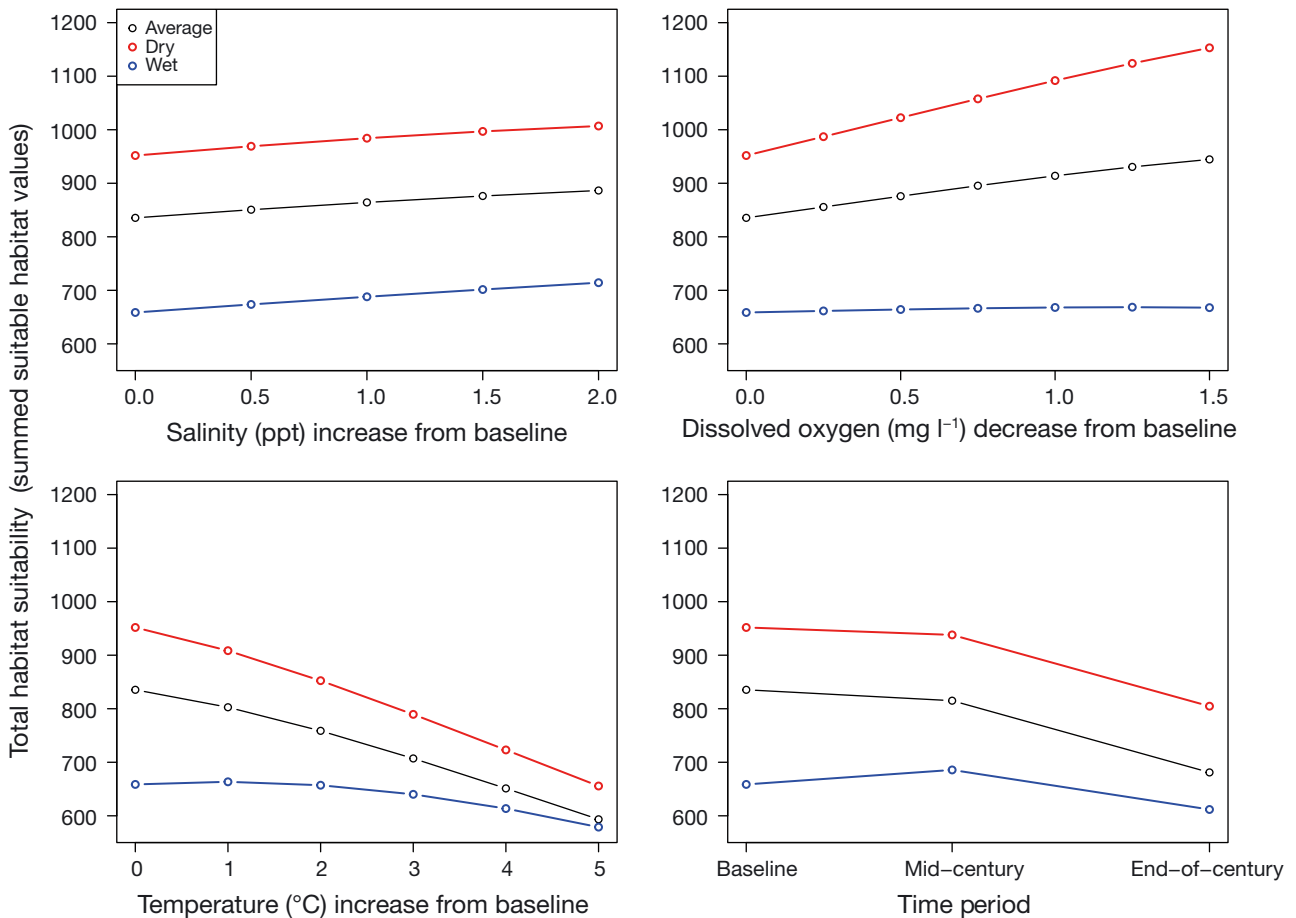 Total habitat suitability (summed suitable habitat values)
1200
1100
1000
900
800
700
600
Average
Dry
Wet
0.0 0.5 1.0 1.5 2.0
Salinity (ppt) increase from baseline
1200
1100
1000
900
800
700
600
0.0 0.5 1.0 1.5
Dissolved oxygen (mg l⁻¹) decrease from baseline
1200
1100
1000
900
800
700
600
0 1 2 3 4 5
Temperature (°C) increase from baseline
1200
1100
1000
900
800
700
600
Baseline Mid–century End–of–century
Time period